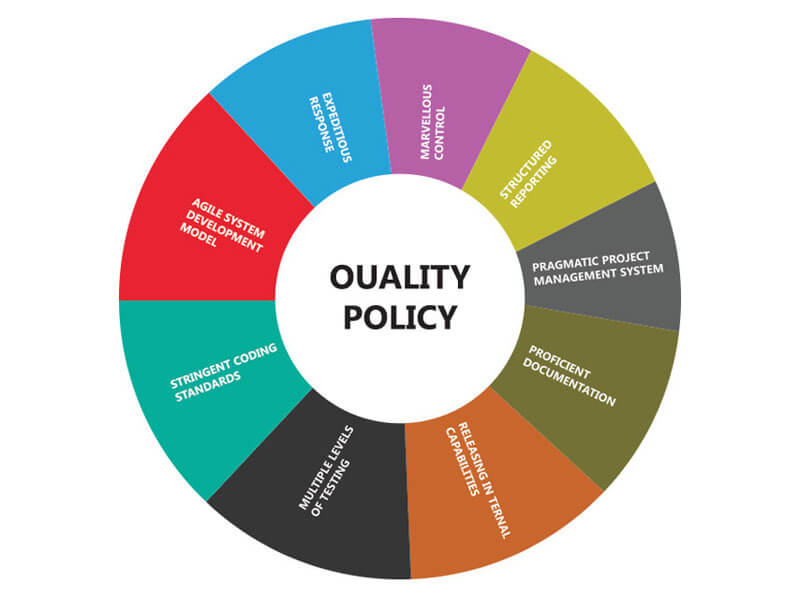 OUALITY
POLICY
MARVELLOUS
CONTROL
STRUCTURED
REPORTING
PRAGMATIC PROJECT
MANAGEMENT SYSTEM
PROFICIENT
DOCUMENTATION
RELEASING IN TERNAL
CAPABILITIES
MULTIPLE LEVELS
OF TESTING
STRINGENT CODING
STANDARDS
AGILE SYSTEM
DEVELOPMENT
MODEL
EXPEDITIOUS
RESPONSE